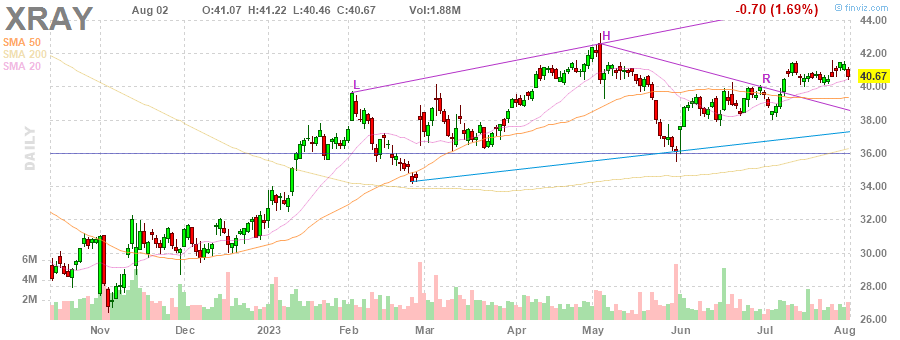 XRAY Aug 02 O:41.07 H:41.22 L:40.46 C:40.67 Vol:1.88M -0.70 (1.69%) @ finviz.com
SMA 50
SMA 200
SMA 20
DAILY
L
H
R
44.00
42.00
40.67
40.00
38.00
36.00
34.00
32.00
30.00
28.00
26.00
6M
4M
2M
Nov Dec 2023 Feb Mar Apr May Jun Jul Aug